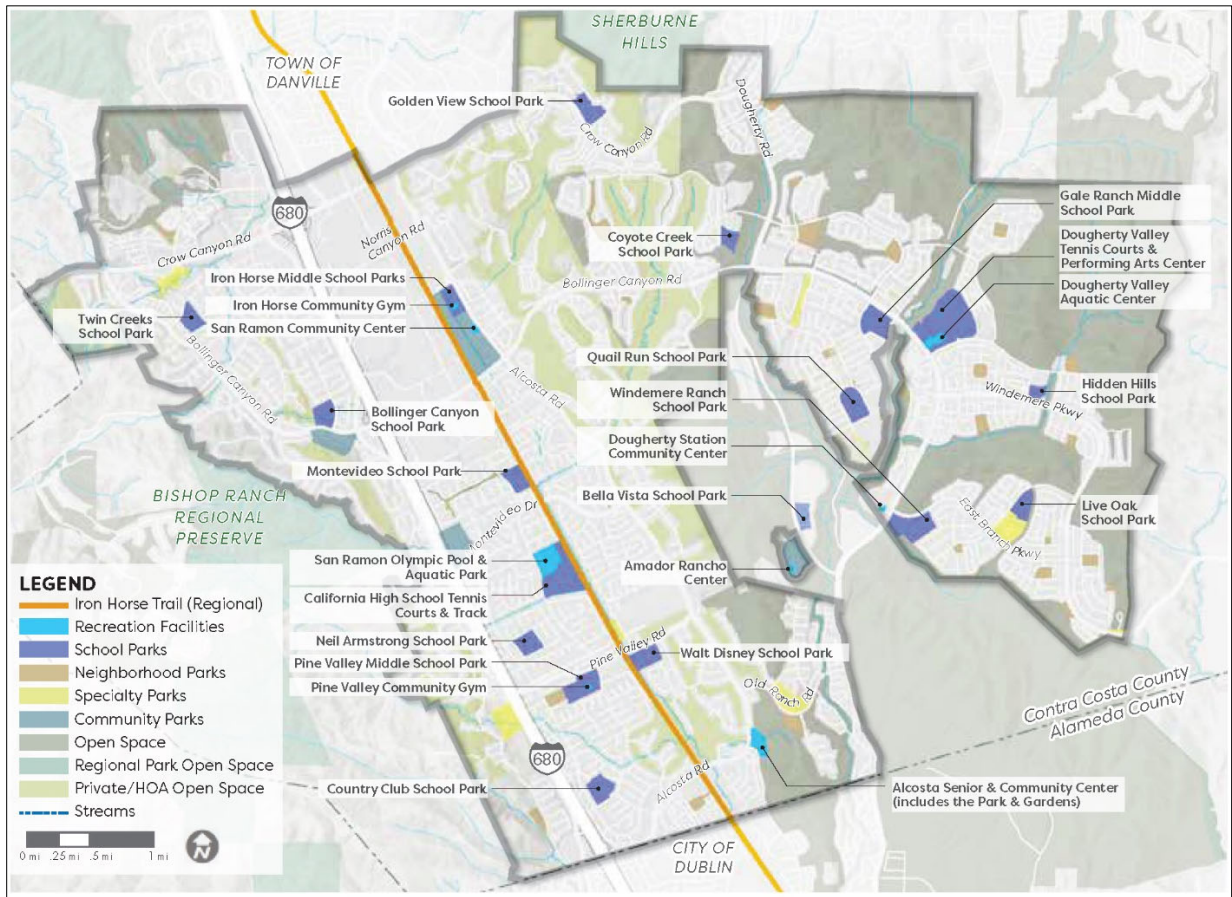 SHERBURNE
HILLS
TOWN OF
DANVILLE
Golden View School Park
Crow Canyon Rd
Dougherty Rd
680
Norris
Canyon Rd
Crow Canyon Rd
Coyote Creek
School Park
Gale Ranch Middle
School Park
Dougherty Valley
Tennis Courts &
Performing Arts Center
Dougherty Valley
Aquatic Center
Iron Horse Middle School Parks
Iron Horse Community Gym
San Ramon Community Center
Bollinger Canyon Rd
Twin Creeks
School Park
Bollinger Canyon Rd
Alcosta Rd
Quail Run School Park
Windemere Ranch
School Park
Windemere Pkwy
Hidden Hills
School Park
Bollinger Canyon
School Park
Dougherty Station
Community Center
Montevideo School Park
Montevideo Dr
Bella Vista School Park
East Branch Pkwy
Live Oak
School Park
BISHOP RANCH
REGIONAL
PRESERVE
San Ramon Olympic Pool &
Aquatic Park
California High School Tennis
Courts & Track
Amador Rancho
Center
Neil Armstrong School Park
Pine Valley Rd
Walt Disney School Park
Pine Valley Middle School Park
Pine Valley Community Gym
Old Ranch Rd
Contra Costa County
Alameda County
680
Country Club School Park
Alcosta Rd
Alcosta Senior & Community Center
(includes the Park & Gardens)
CITY OF
DUBLIN
LEGEND
Iron Horse Trail (Regional)
Recreation Facilities
School Parks
Neighborhood Parks
Specialty Parks
Community Parks
Open Space
Regional Park Open Space
Private/HOA Open Space
Streams
0 mi .25 mi .5 mi 1 mi
N